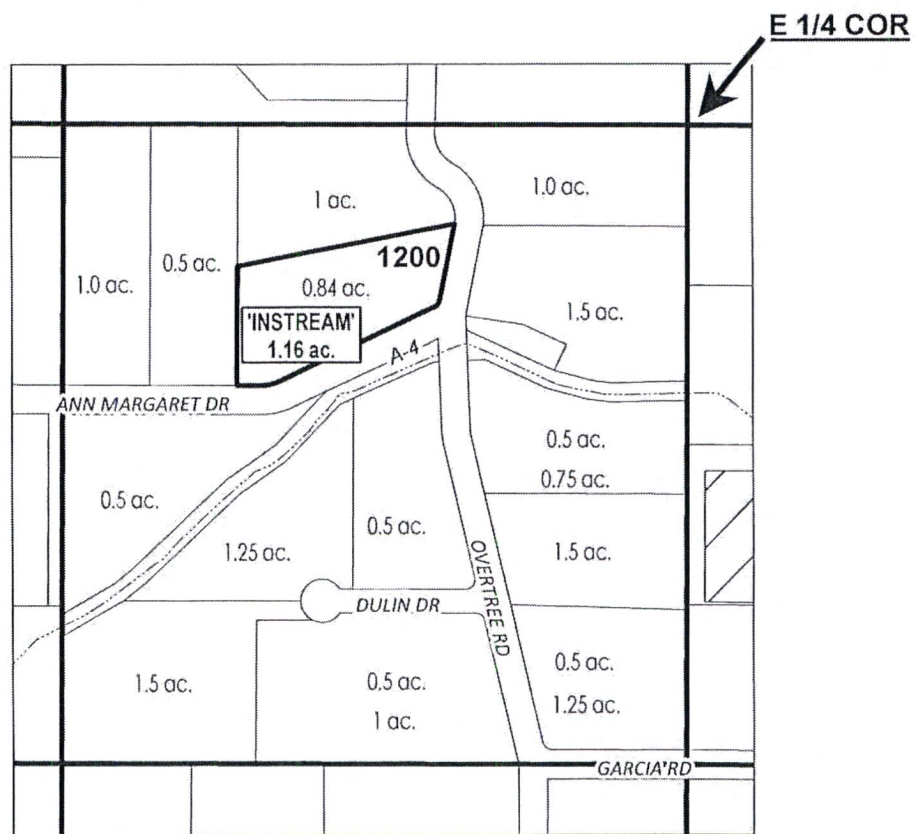 E 1/4 COR
1 ac.
1.0 ac.
1200
0.5 ac.
1.0 ac.
0.84 ac.
1.5 ac.
'INSTREAM'
1.16 ac.
A-4
ANN MARGARET DR
0.5 ac.
0.75 ac.
0.5 ac.
0.5 ac.
1.25 ac.
1.5 ac.
OVERTREE RD
DULIN DR
0.5 ac.
1.25 ac.
1.5 ac.
0.5 ac.
1 ac.
GARCIA RD